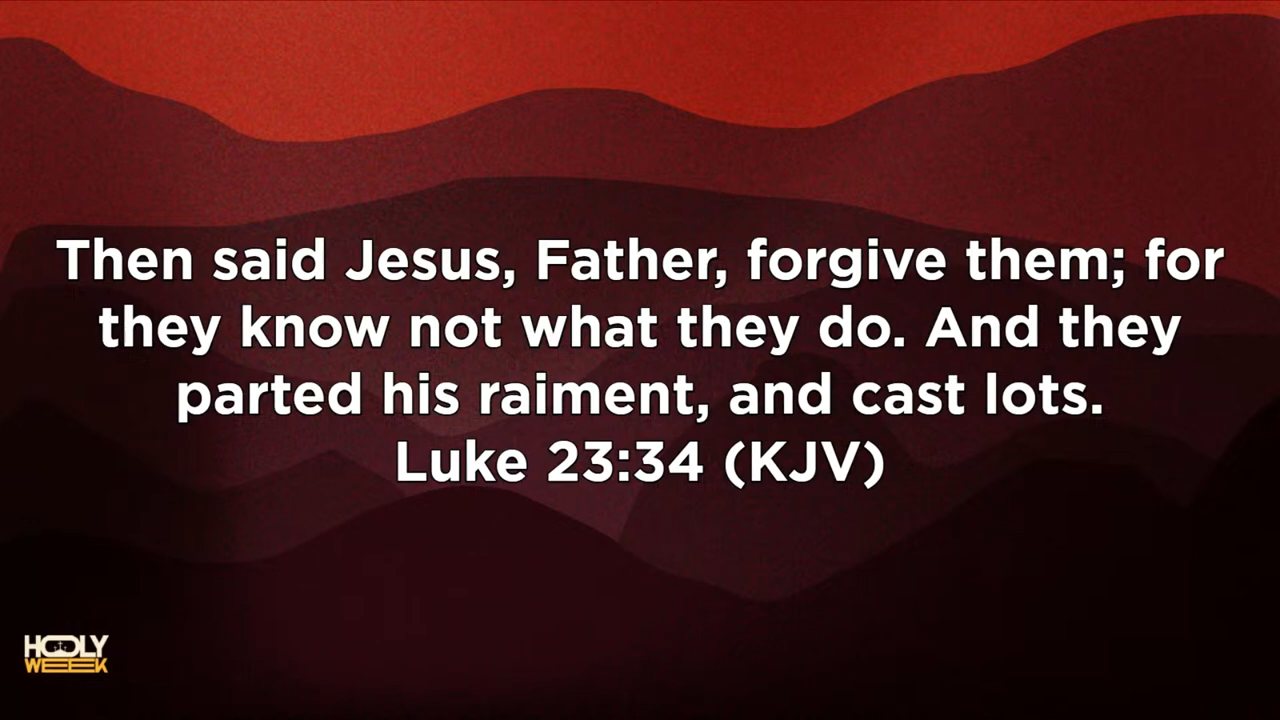 Then said Jesus, Father, forgive them; for
they know not what they do. And they
parted his raiment, and cast lots.
Luke 23:34 (KJV)
HOLY
WEEK